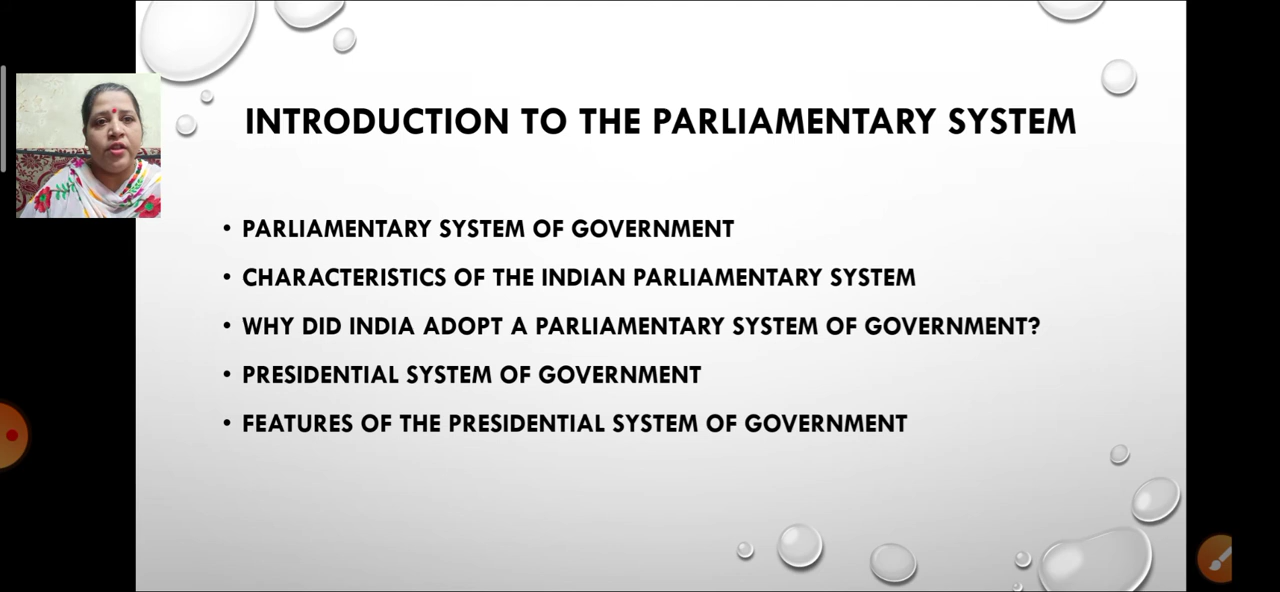 INTRODUCTION TO THE PARLIAMENTARY SYSTEM
• PARLIAMENTARY SYSTEM OF GOVERNMENT
• CHARACTERISTICS OF THE INDIAN PARLIAMENTARY SYSTEM
• WHY DID INDIA ADOPT A PARLIAMENTARY SYSTEM OF GOVERNMENT?
• PRESIDENTIAL SYSTEM OF GOVERNMENT
• FEATURES OF THE PRESIDENTIAL SYSTEM OF GOVERNMENT